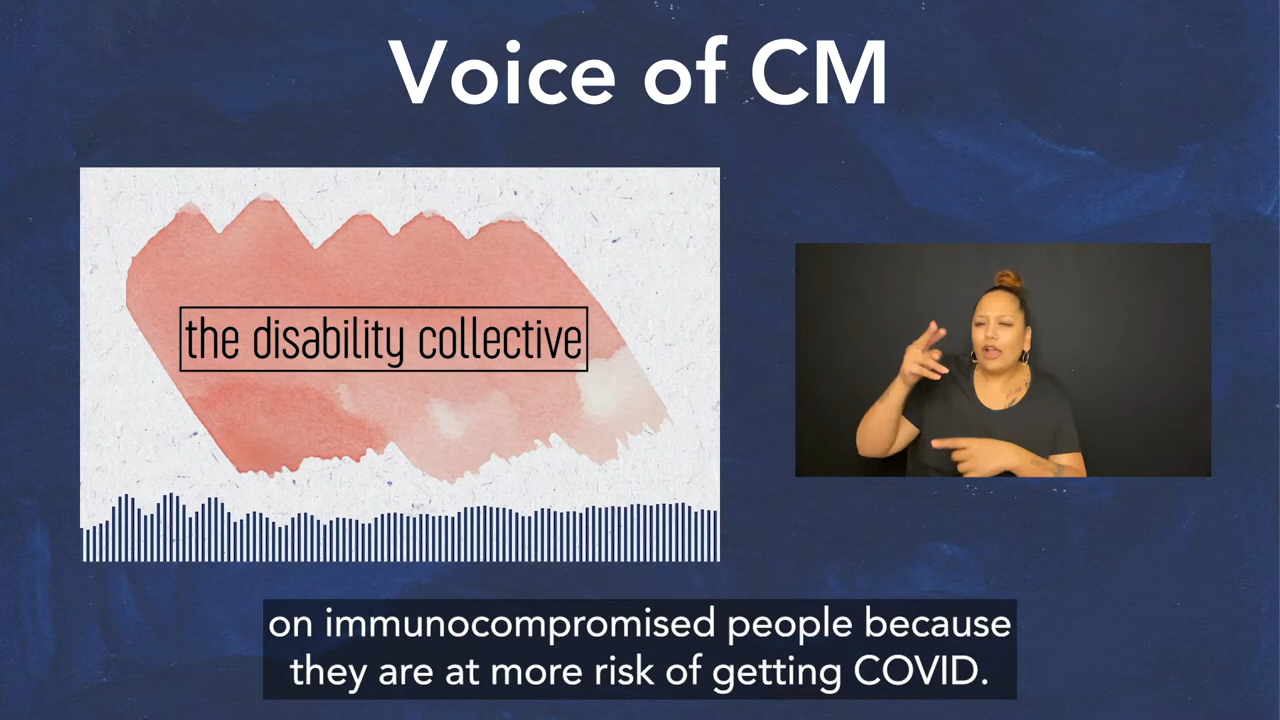 Voice of CM
the disability collective
on immunocompromised people because
they are at more risk of getting COVID.